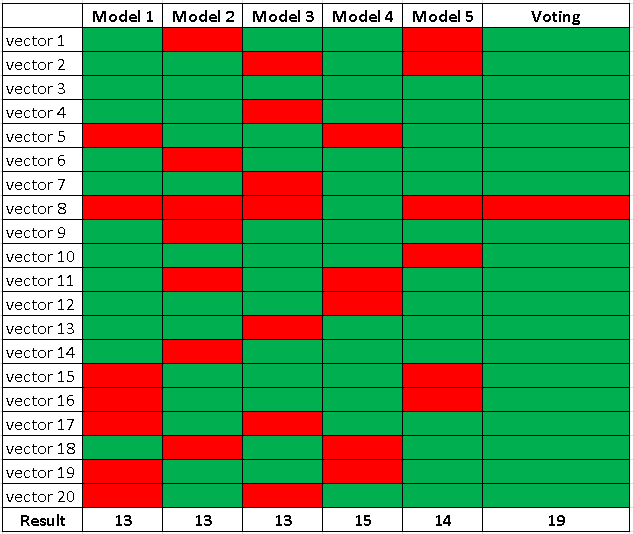 Model 1 Model 2 Model 3 Model 4 Model 5 Voting
vector 1
vector 2
vector 3
vector 4
vector 5
vector 6
vector 7
vector 8
vector 9
vector 10
vector 11
vector 12
vector 13
vector 14
vector 15
vector 16
vector 17
vector 18
vector 19
vector 20
Result 13 13 13 15 14 19